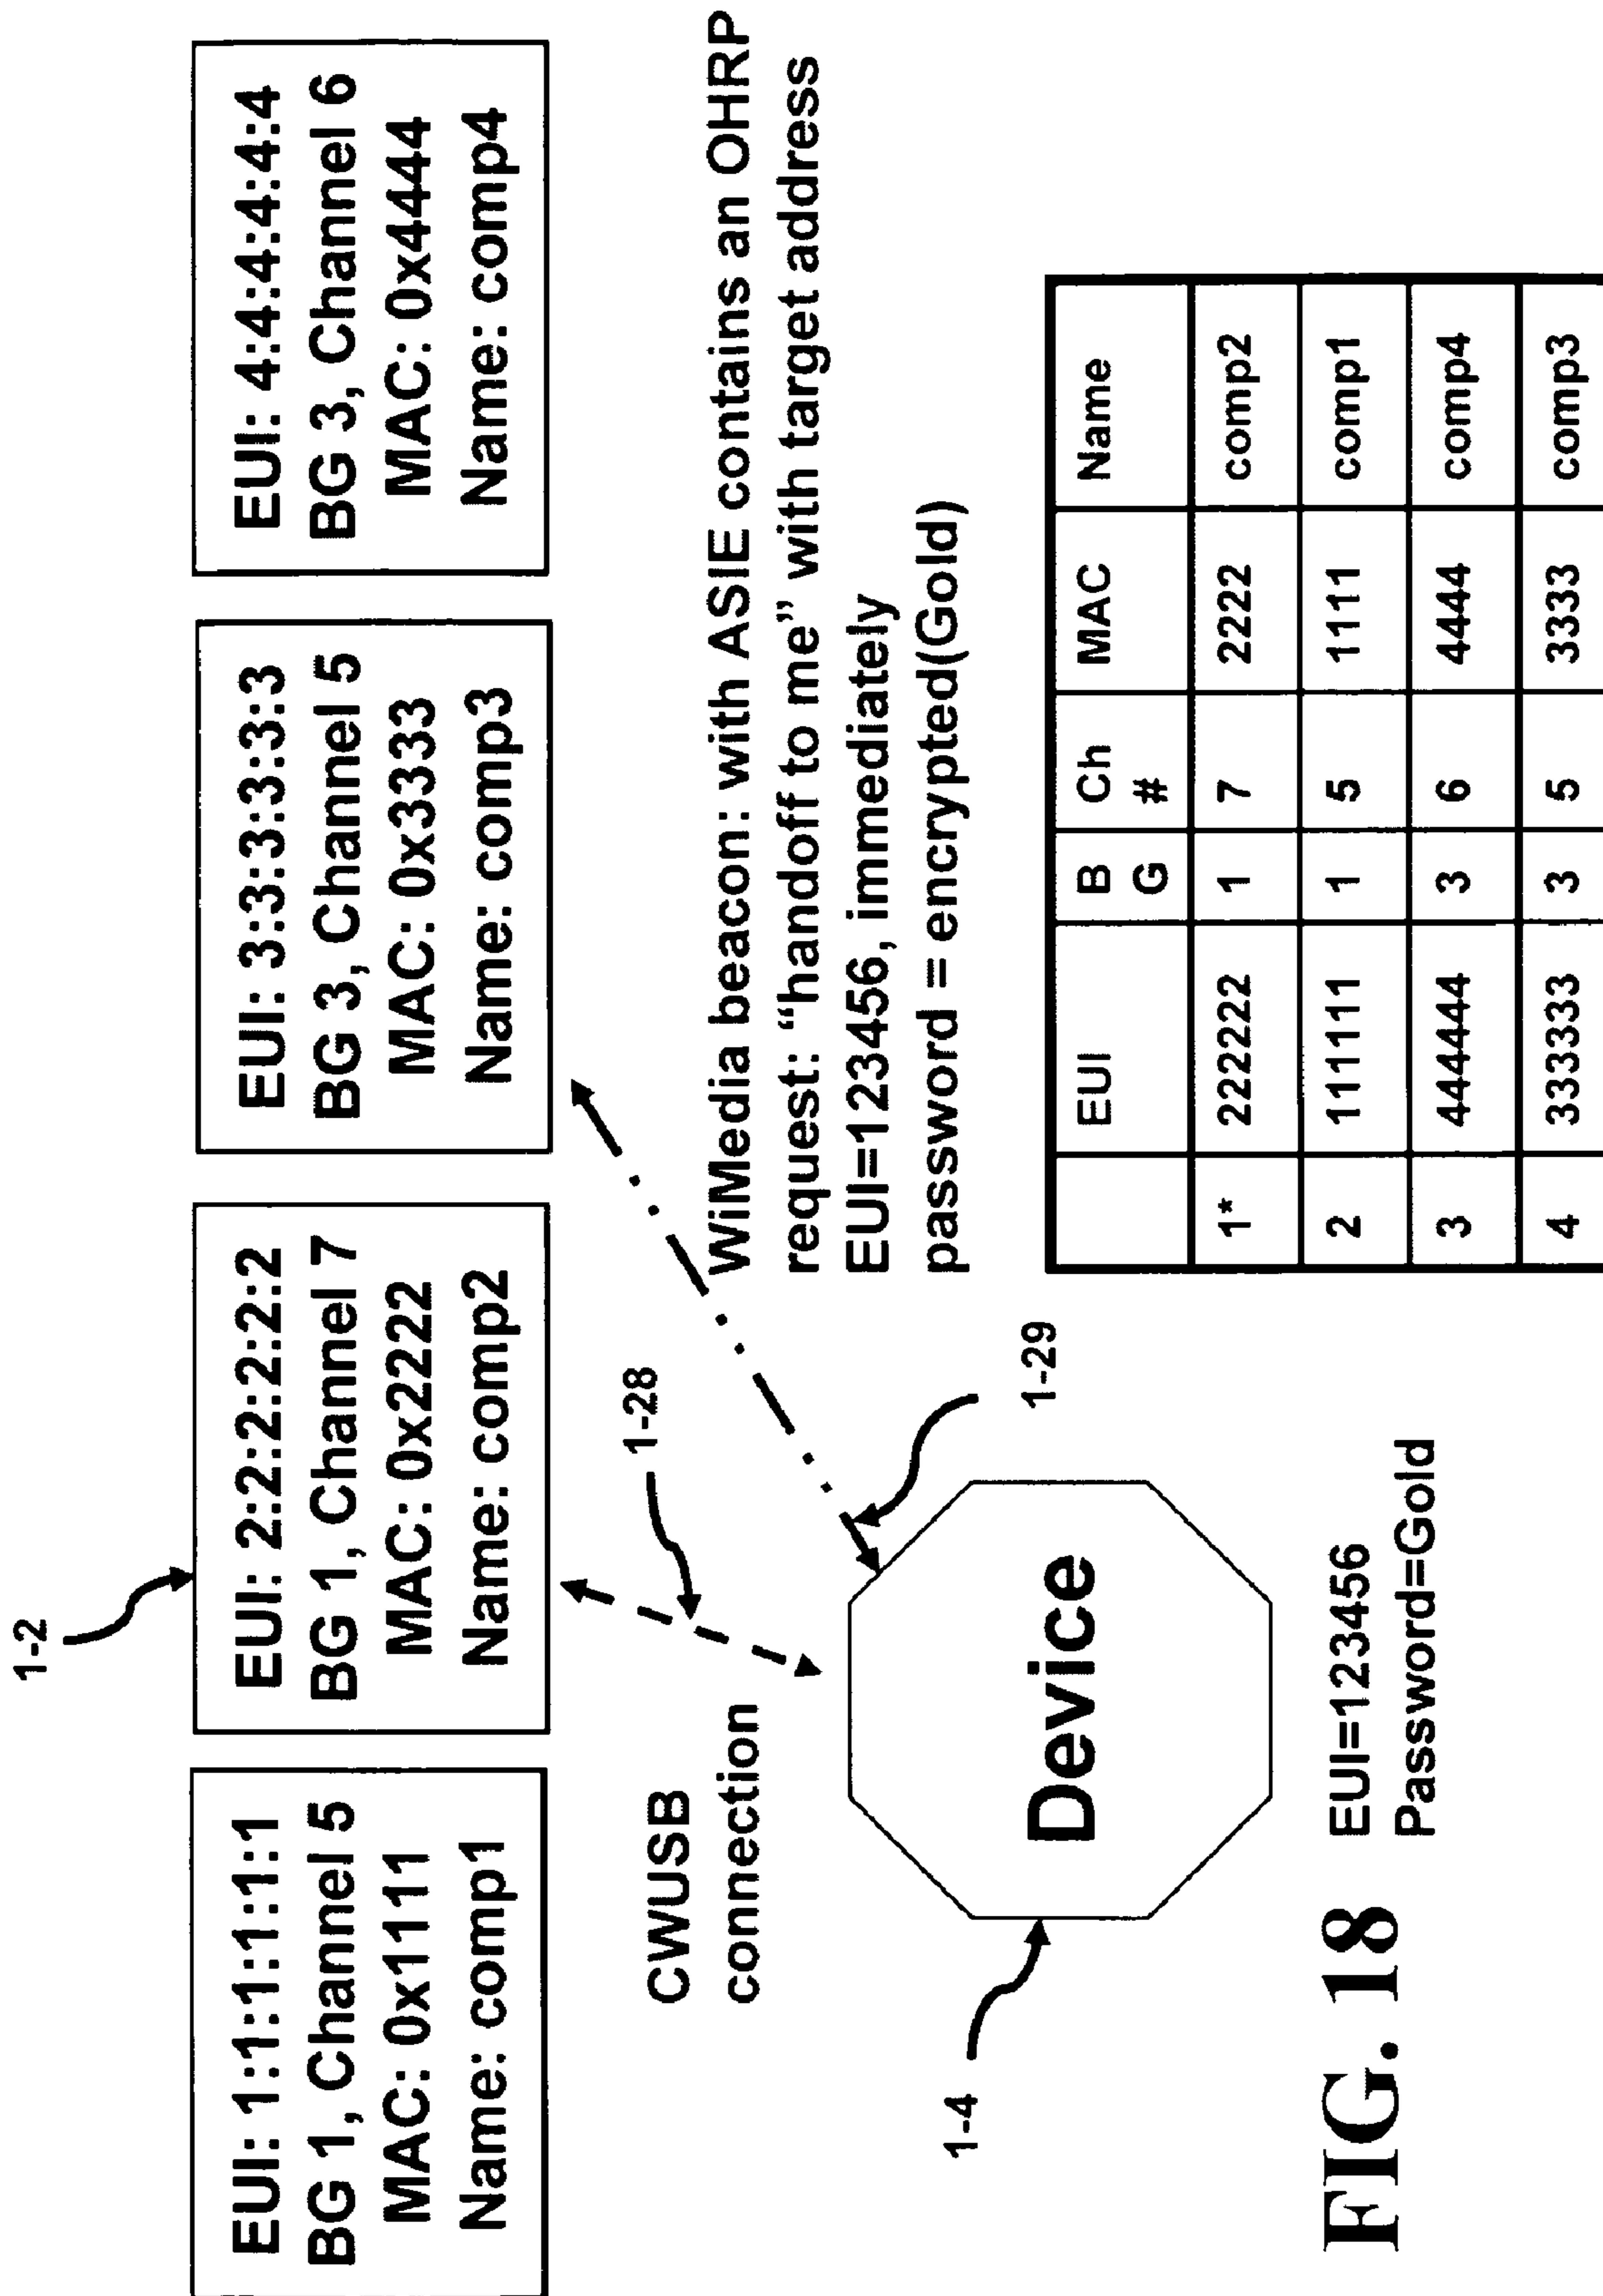 1-2
EUI: 1:1:1:1:1:1
BG 1, Channel 5
MAC: 0x1111
Name: comp1
EUI: 2:2:2:2:2:2
BG 1, Channel 7
MAC: 0x2222
Name: comp2
EUI: 3:3:3:3:3:3
BG 3, Channel 5
MAC: 0x3333
Name: comp3
EUI: 4:4:4:4:4:4
BG 3, Channel 6
MAC: 0x4444
Name: comp4
CWUSB
connection
1-28
1-29
WiMedia beacon: with ASIE contains an OHRP
request: “handoff to me” with target address
EUI=123456, immediately
password = encrypted(Gold)
1-4
Device
EUI=123456
Password=Gold
EUI B G Ch # MAC Name
1* 222222 1 7 2222 comp2
2 111111 1 5 1111 comp1
3 444444 3 6 4444 comp4
4 333333 3 5 3333 comp3
FIG. 18